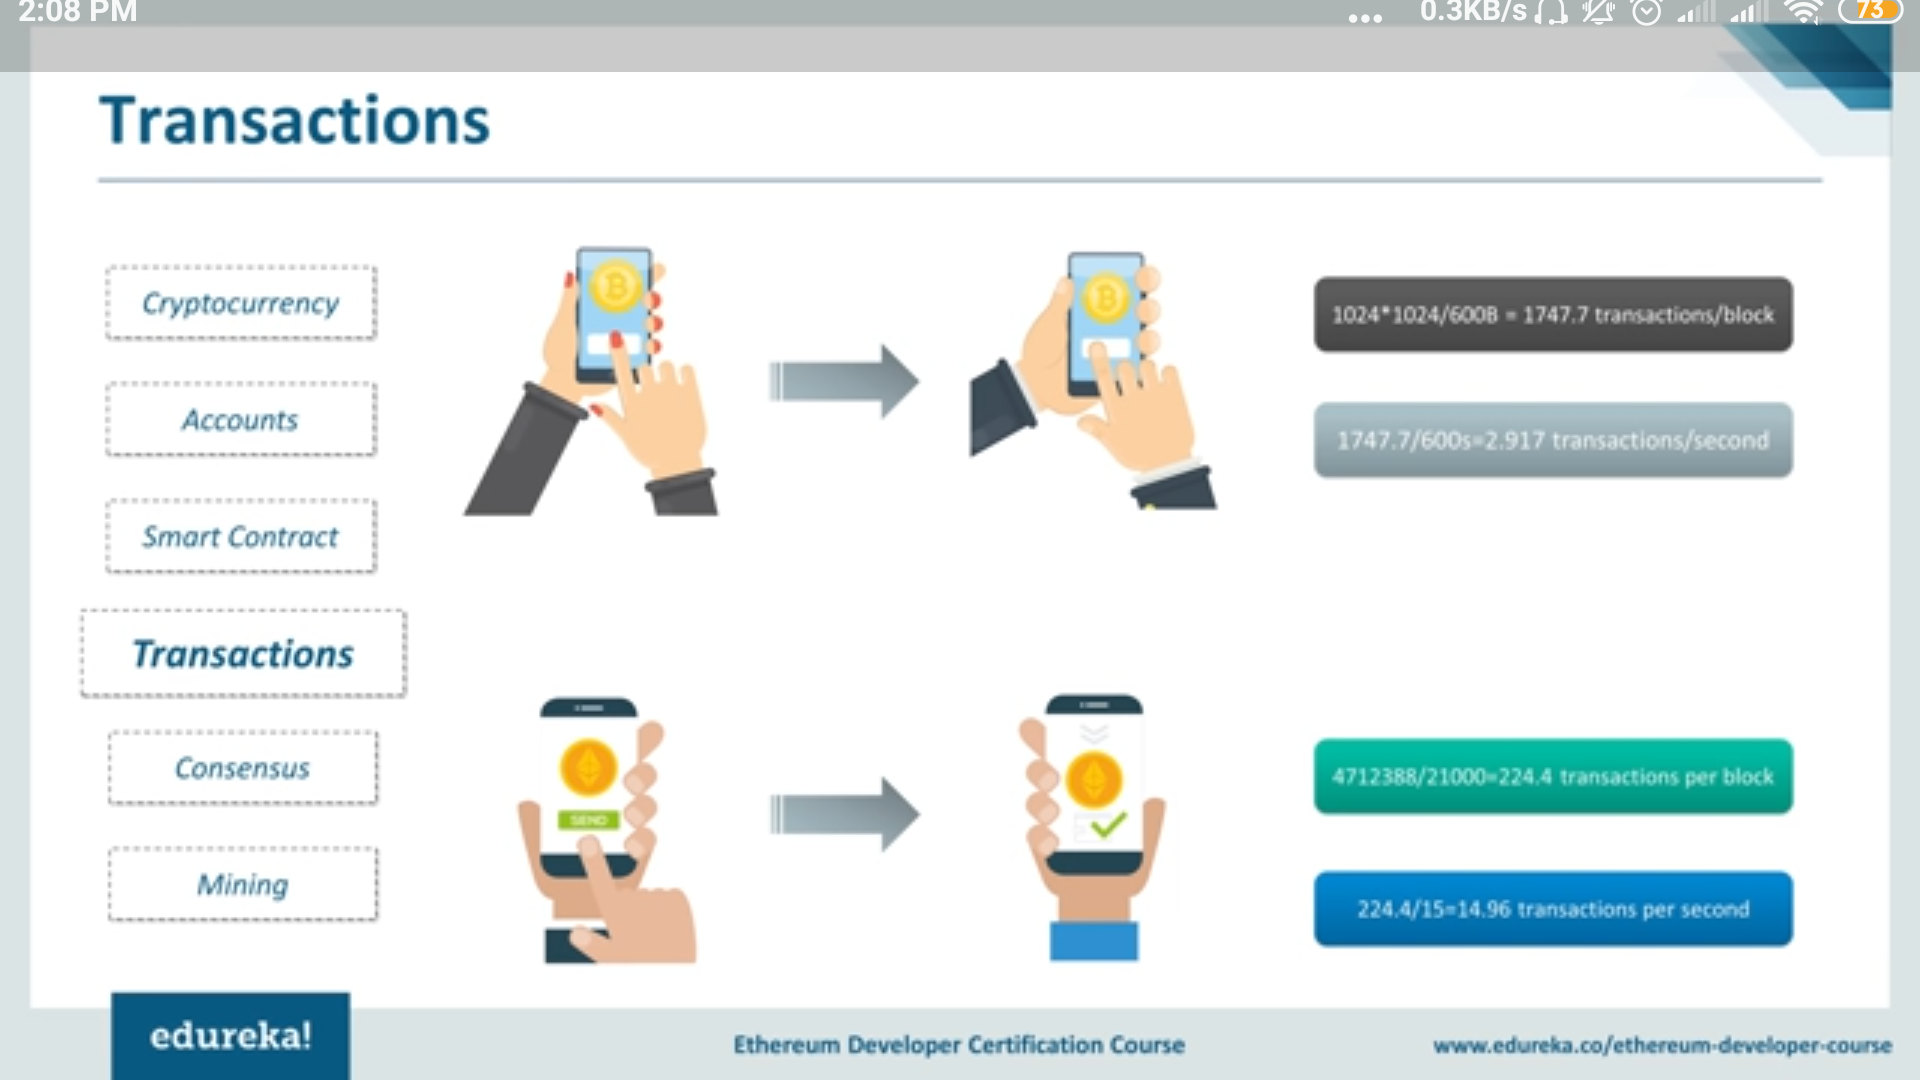 2:08 PM
... 0.3KB/s 73
Transactions
Cryptocurrency
Accounts
Smart Contract
Transactions
Consensus
Mining
1024*1024/600B = 1747.7 transactions/block
1747.7/600s=2.917 transactions/second
SEND
4712388/21000=224.4 transactions per block
224.4/15=14.96 transactions per second
edureka!
Ethereum Developer Certification Course
www.edureka.co/ethereum-developer-course